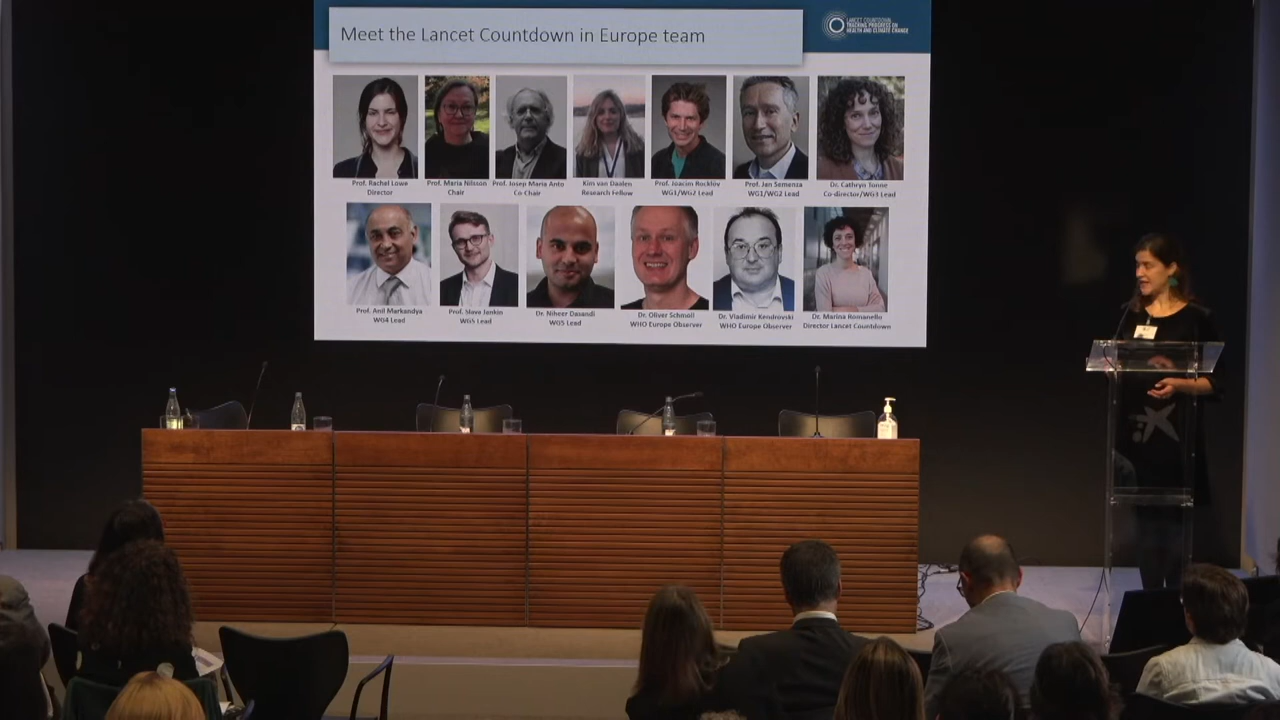 Meet the Lancet Countdown in Europe team
LANCET COUNTDOWN
TRACKING PROGRESS ON
HEALTH AND CLIMATE CHANGE
Prof. Rachel Lowe
Director
Prof. Maria Nilsson
Chair
Prof. Josep Maria Anto
Co-Chair
Kim van Daalen
Research Fellow
Prof. Joacim Rocklöv
WG1/WG2 Lead
Prof. Jan Semenza
WG1/WG2 Lead
Dr. Cathryn Tonne
Co-director/WG3 Lead
Prof. Anil Markandya
WG4 Lead
Prof. Slava Jankin
WG5 Lead
Dr. Niheer Dasandi
WG5 Lead
Dr. Oliver Schmoll
WHO Europe Observer
Dr. Vladimir Kendrovski
WHO Europe Observer
Dr. Marina Romanello
Director Lancet Countdown